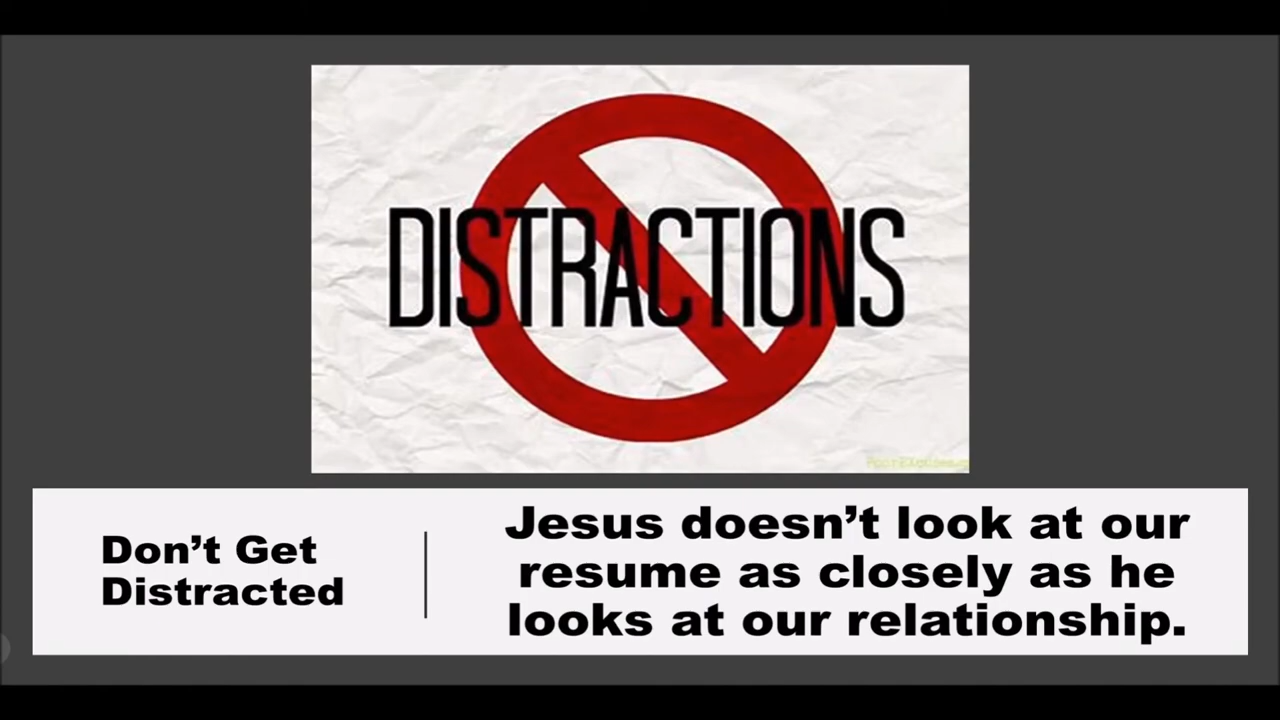 DISTRACTIONS
Don’t Get
Distracted
Jesus doesn’t look at our
resume as closely as he
looks at our relationship.